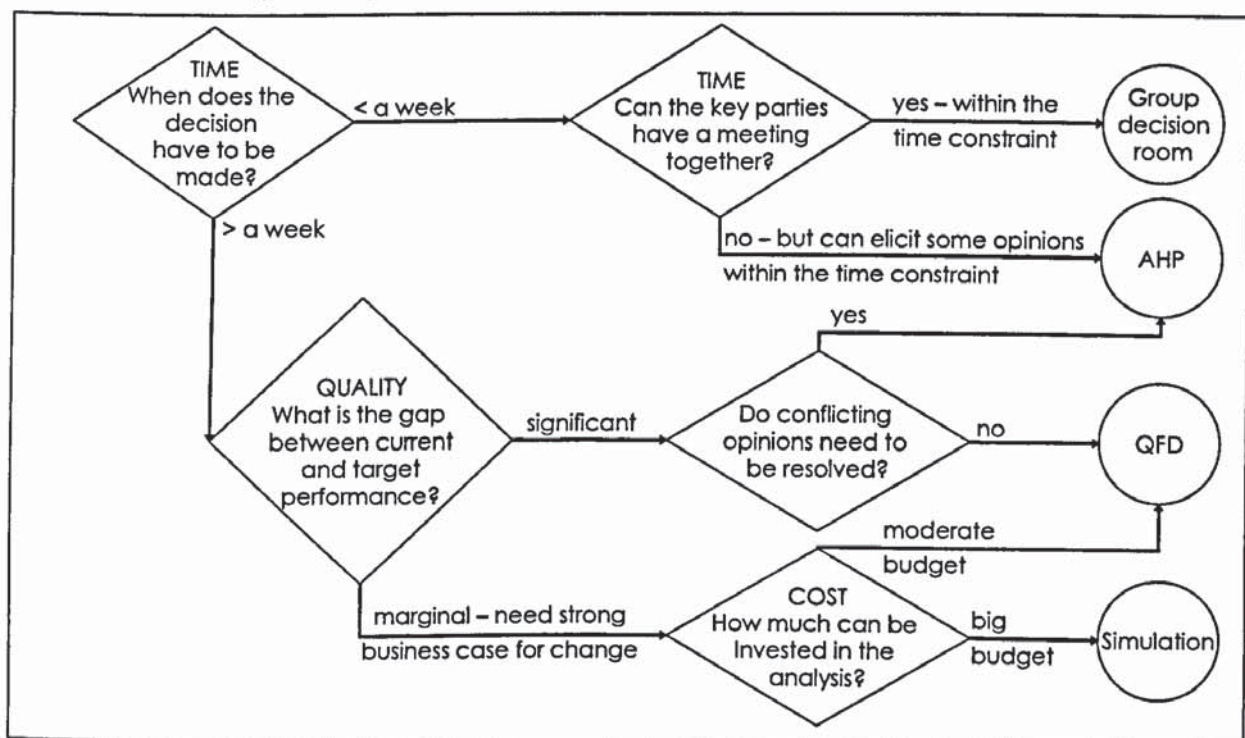 TIME
When does the
decision
have to be
made?
< a week
TIME
Can the key parties
have a meeting
together?
yes – within the
time constraint
Group
decision
room
> a week
no – but can elicit some opinions
within the time constraint
AHP
yes
QUALITY
What is the gap
between current
and target
performance?
significant
Do conflicting
opinions need to
be resolved?
no
QFD
moderate
budget
marginal – need strong
business case for change
COST
How much can be
Invested in the
analysis?
big
budget
Simulation